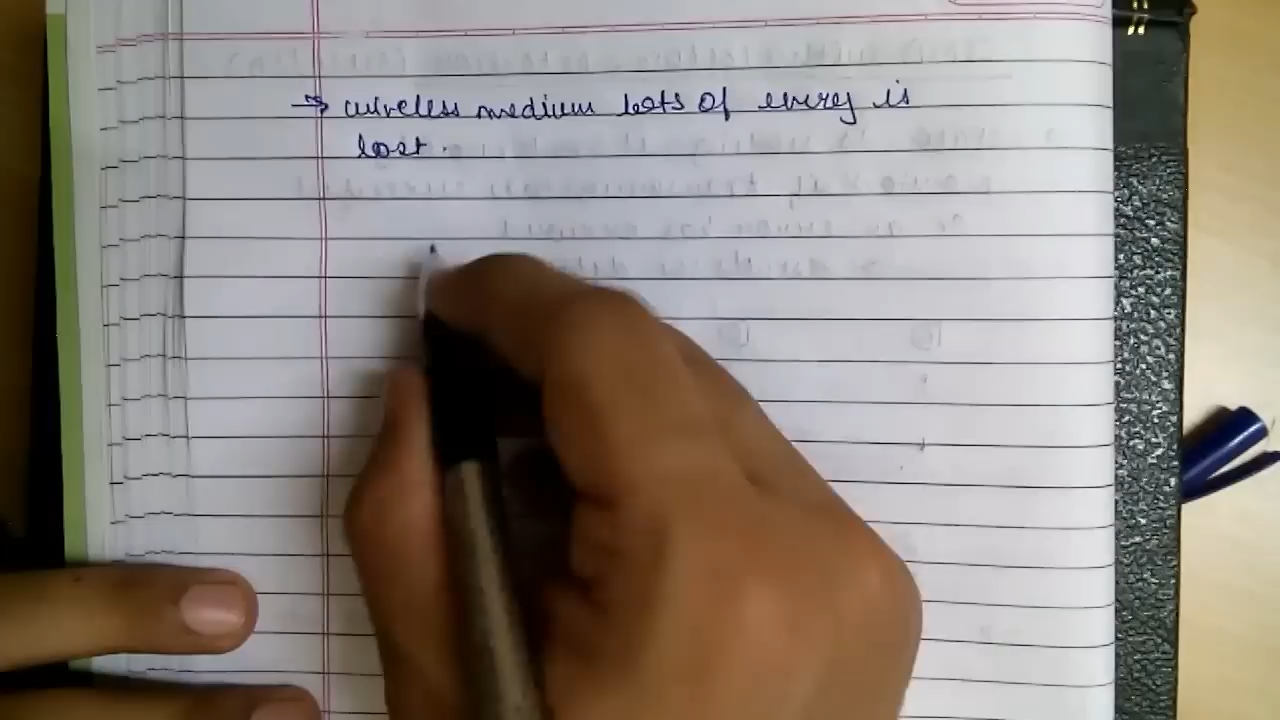 → wireless medium lots of energy is
lost.